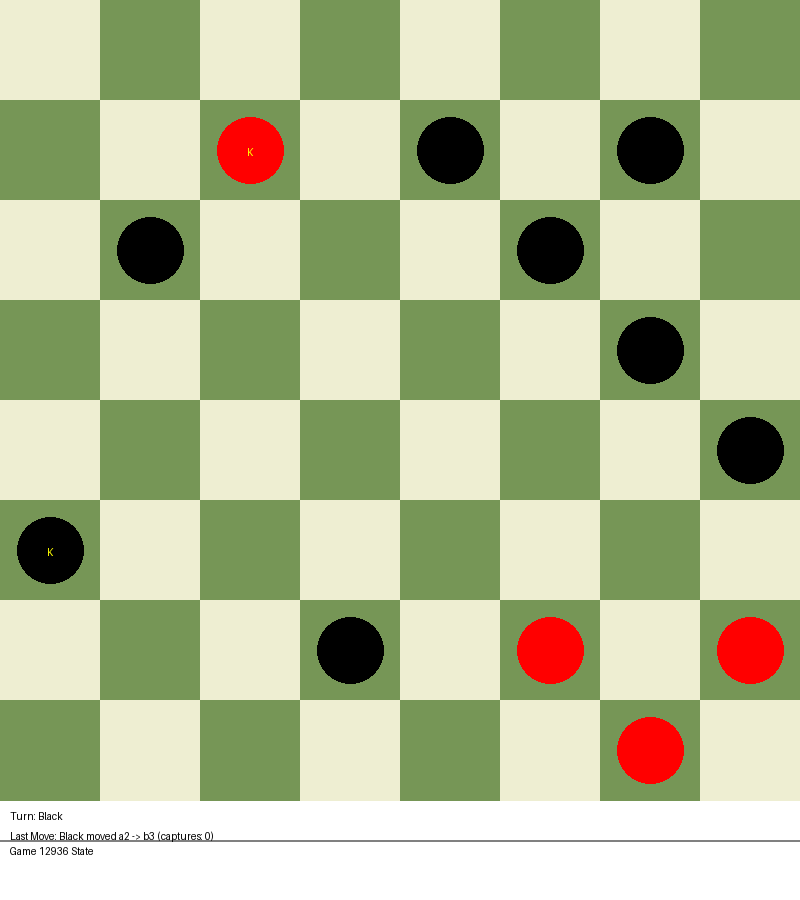 K
K
Turn: Black
Last Move: Black moved a2 -> b3 (captures: 0)
Game 12936 State